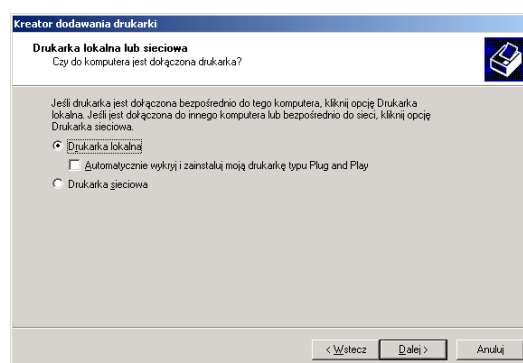 Kreator dodawania drukarki
Drukarka lokalna lub sieciowa
Czy do komputera jest dołączona drukarka?
Jeśli drukarka jest dołączona bezpośrednio do tego komputera, kliknij opcję Drukarka
lokalna. Jeśli jest dołączona do innego komputera lub bezpośrednio do sieci, kliknij opcję
Drukarka sieciowa.
Drukarka lokalna
Automatycznie wykryj i zainstaluj moją drukarkę typu Plug and Play
Drukarka sieciowa
< Wstecz Dalej > Anuluj